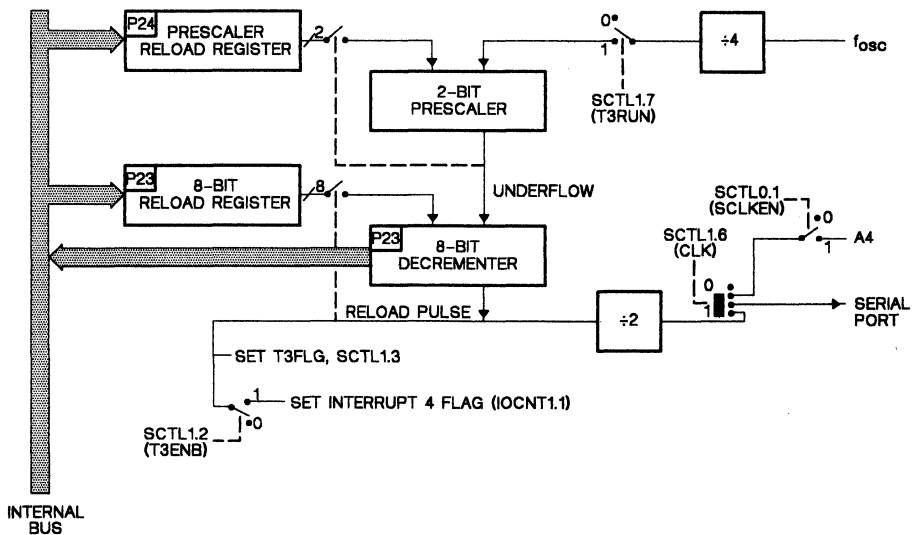 P24
PRESCALER
RELOAD REGISTER
2
0
1
÷4
fosc
2-BIT
PRESCALER
SCTL1.7
(T3RUN)
P23
8-BIT
RELOAD REGISTER
8
UNDERFLOW
SCTL0.1
(SCLKEN)
0
1
A4
P23
8-BIT
DECREMENTER
SCTL1.6
(CLK)
0
1
SERIAL
PORT
RELOAD PULSE
÷2
SET T3FLG, SCTL1.3
1
SET INTERRUPT 4 FLAG (IOCNT1.1)
0
SCTL1.2
(T3ENB)
INTERNAL
BUS